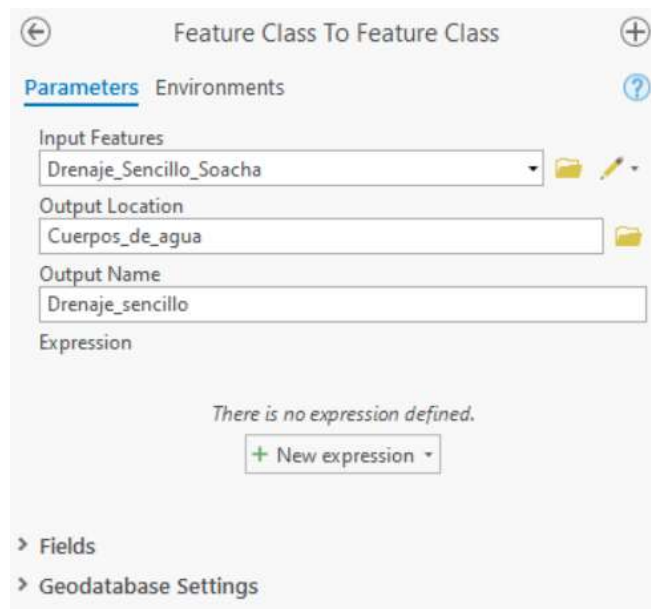 Feature Class To Feature Class
Parameters Environments
Input Features
Drenaje_Sencillo_Soacha
Output Location
Cuerpos_de_agua
Output Name
Drenaje_sencillo
Expression
There is no expression defined.
+ New expression
> Fields
> Geodatabase Settings